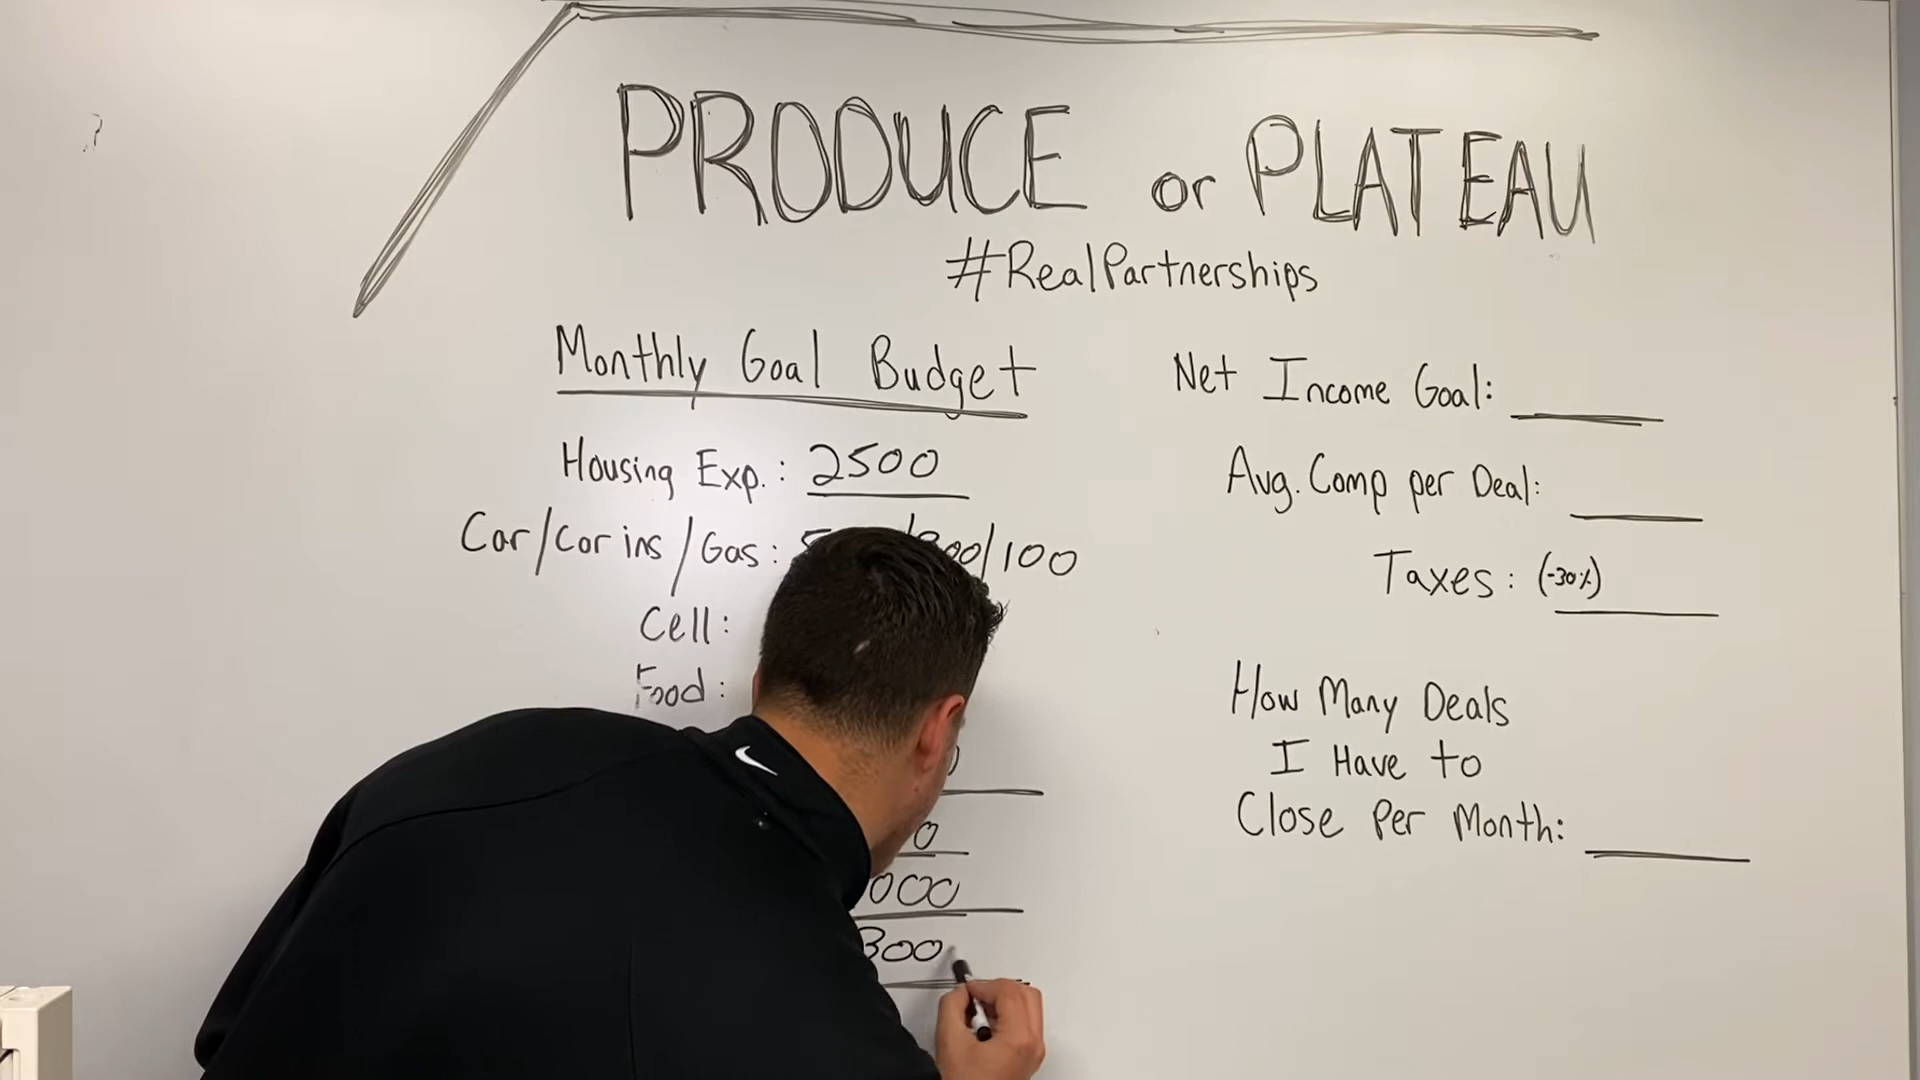 PRODUCE or PLATEAU
#RealPartnerships
Monthly Goal Budget
Housing Exp.: 2500
Car/Car ins/Gas: /100
Cell:
Food:
Net Income Goal:
Avg. Comp per Deal:
Taxes: (-30%)
How Many Deals
I Have to
Close Per Month: